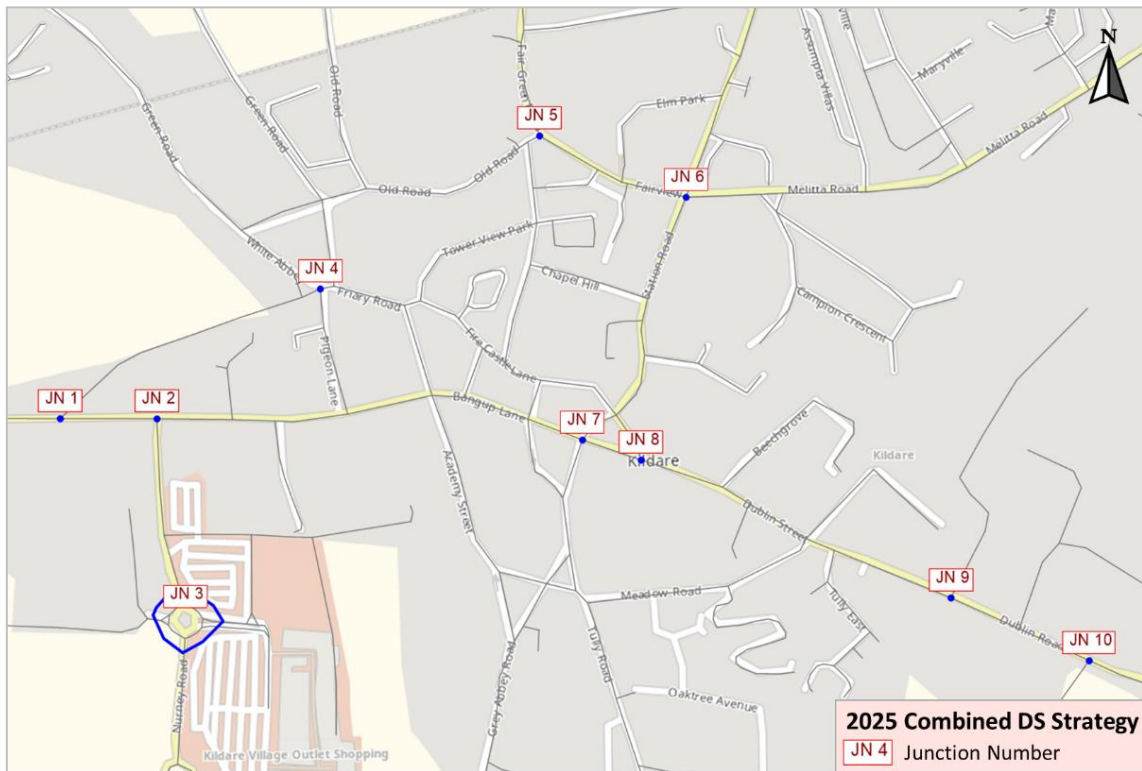 Fair Green
JN 5
Old Road
Green Road
Green Road
Elm Park
Assumpta Villas
Maryville
N
Melitta Road
Old Road
Old Road
JN 6
Fairview
Melitta Road
Tower View Park
White Abbe
JN 4
Friary Road
Chapel Hill
Station Road
Campion Crescent
Pigeon Lane
Fire Castle Lane
JN 1
JN 2
Bangup Lane
JN 7
JN 8
Kildare
Beechgrove
Kildare
Academy Street
Dublin Street
JN 3
Meadow Road
Tully East
JN 9
Dublin Road
JN 10
Nurney Road
Grey Abbey Road
Tully Road
Oaktree Avenue
Kildare Village Outlet Shopping
2025 Combined DS Strategy
JN 4 Junction Number